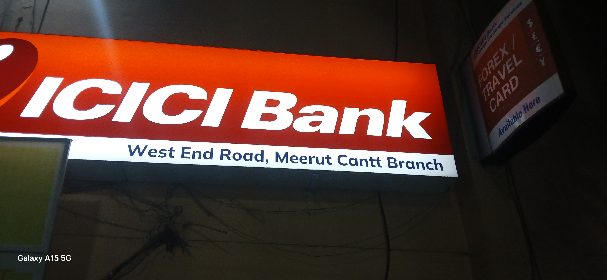 ICICI Bank
West End Road, Meerut Cantt Branch
FOREX /
TRAVEL
CARD
Available Here
Galaxy A15 5G